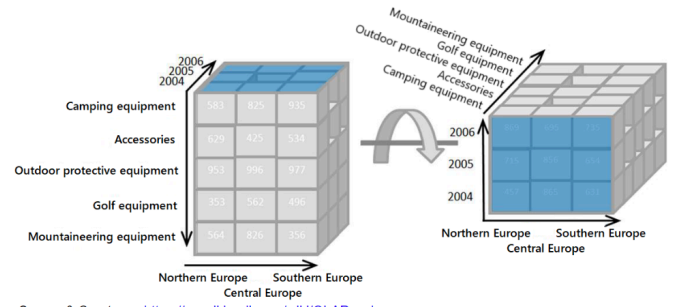 2006
2005
2004
Camping equipment
583 825 935
Accessories
629 425 534
Outdoor protective equipment
953 996 977
Golf equipment
353 562 496
Mountaineering equipment
564 826 356
Northern Europe Southern Europe
Central Europe
Mountaineering equipment
Golf equipment
Outdoor protective equipment
Accessories
Camping equipment
2006
2005
2004
Northern Europe Southern Europe
Central Europe